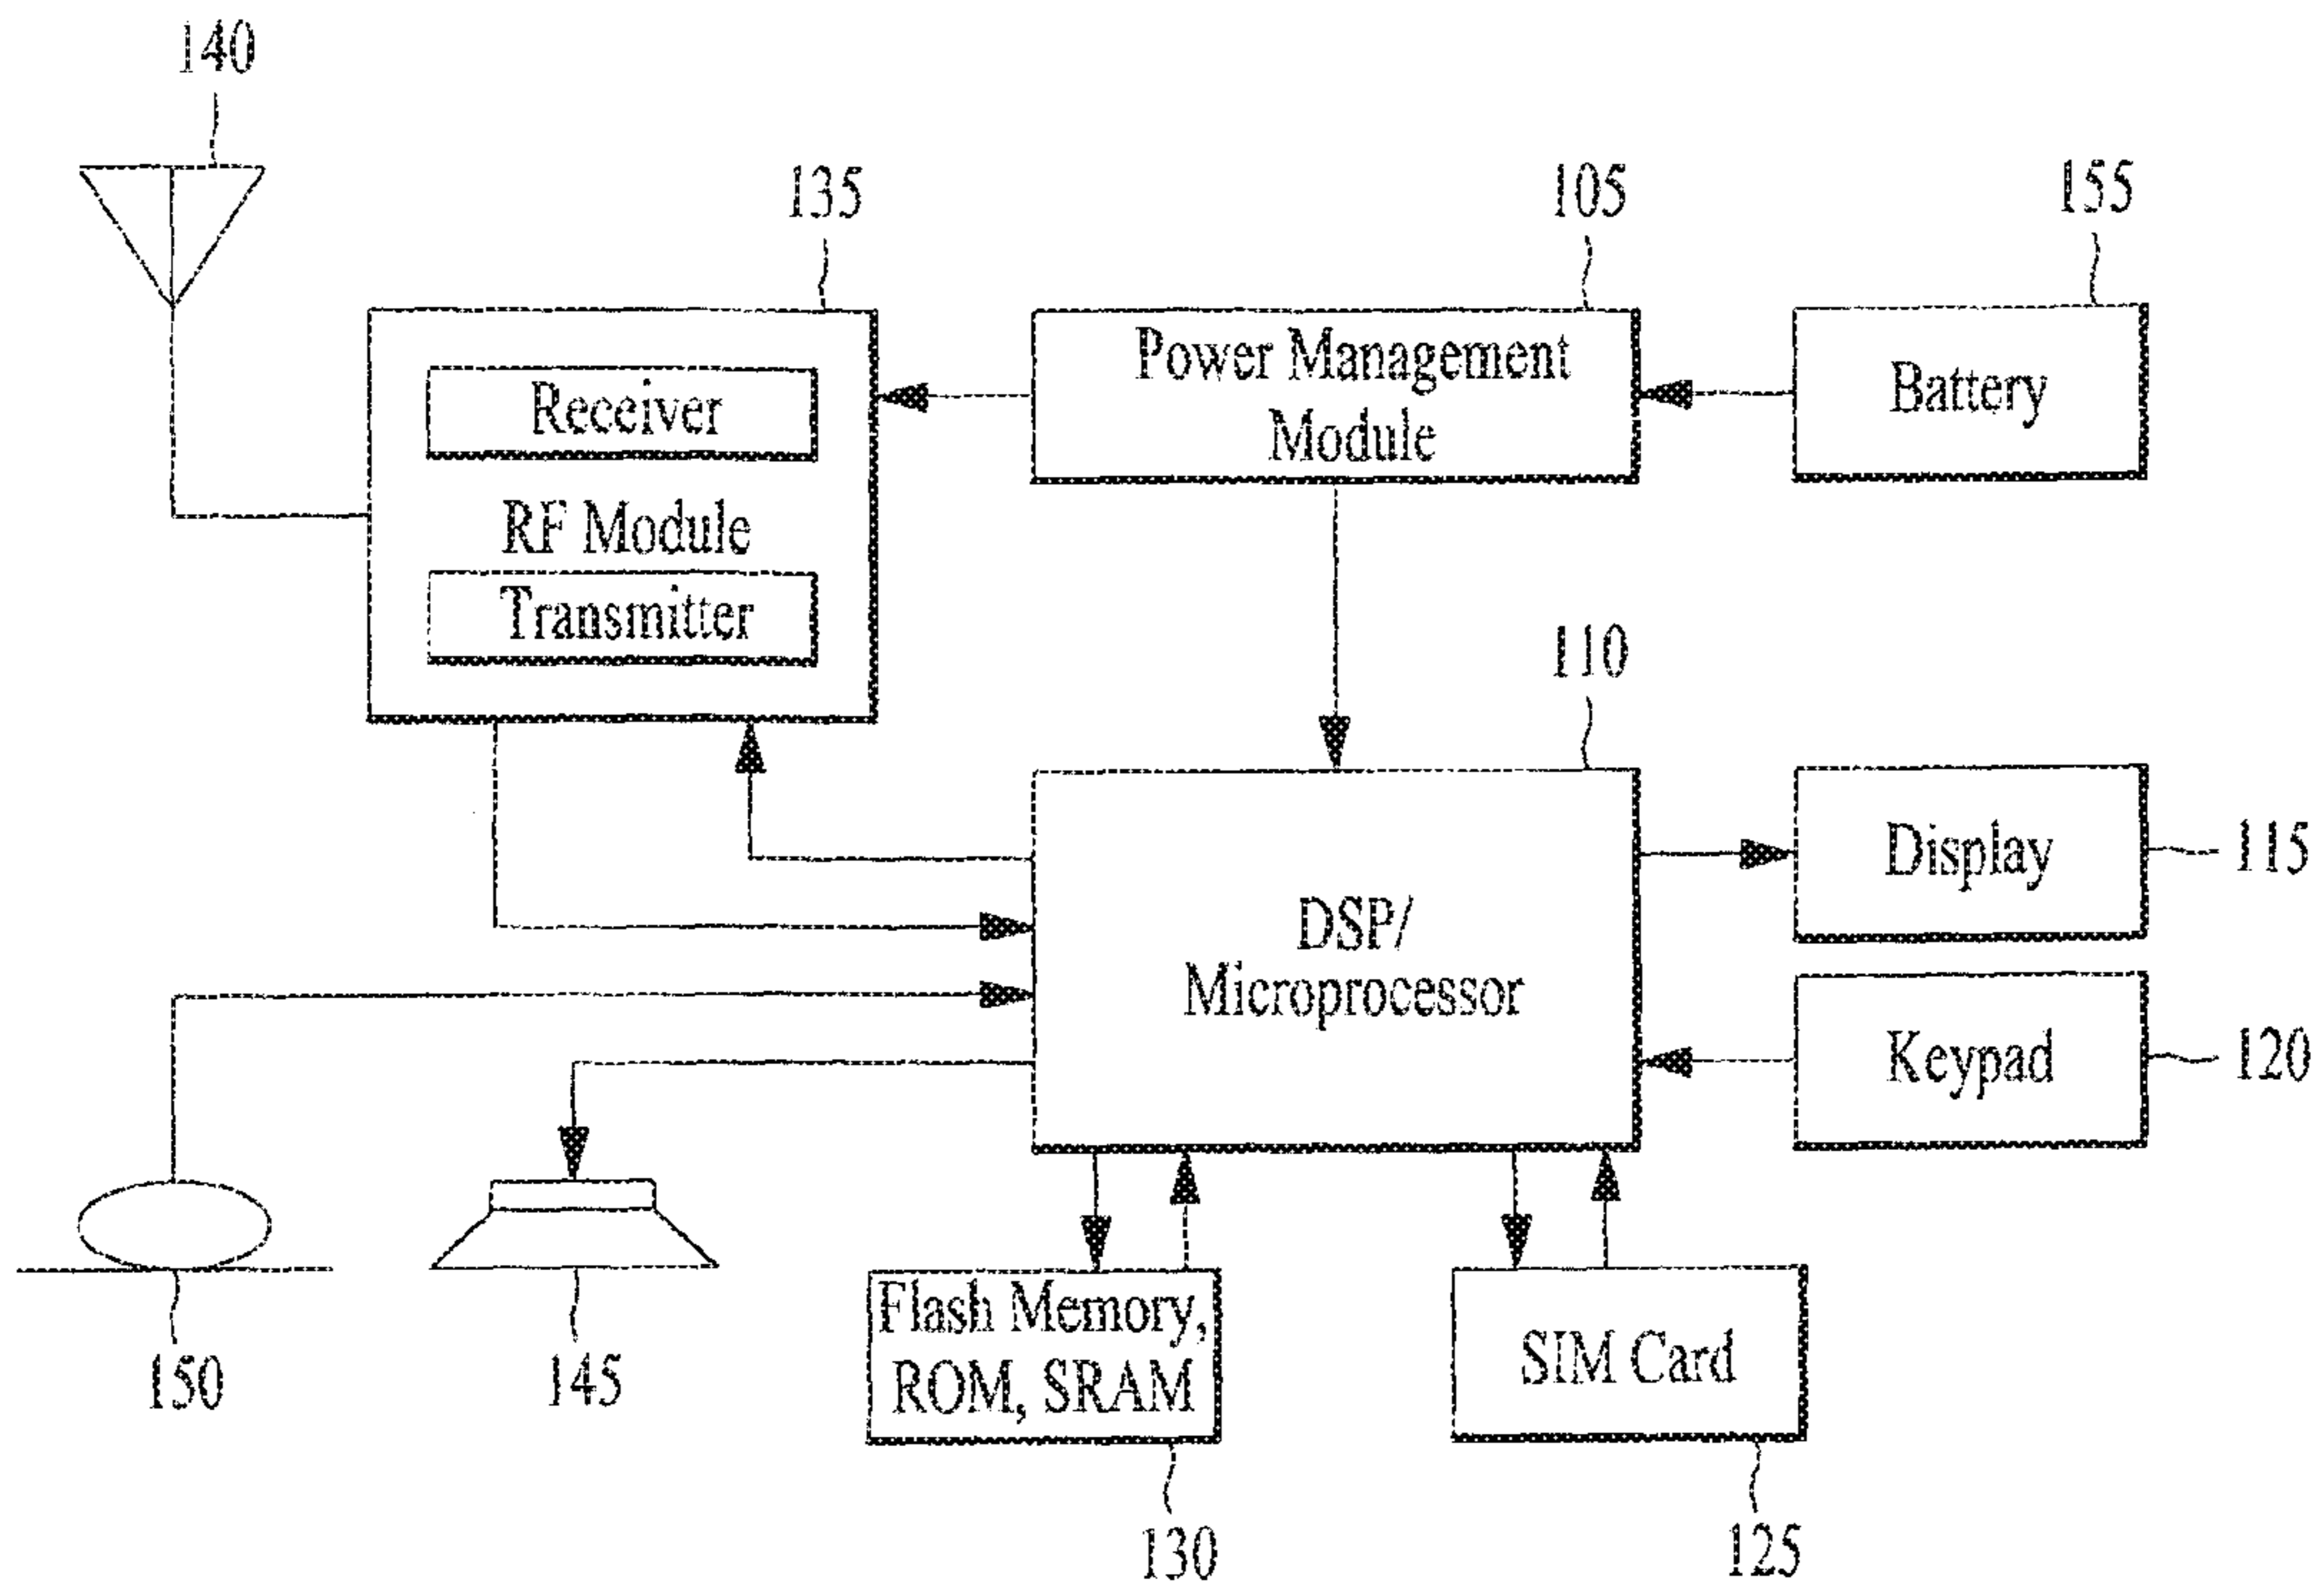 140
135
105
155
Receiver
RF Module
Transmitter
Power Management
Module
Battery
110
DSP/
Microprocessor
Display
115
Keypad
120
150
145
Flash Memory,
ROM, SRAM
130
SIM Card
125